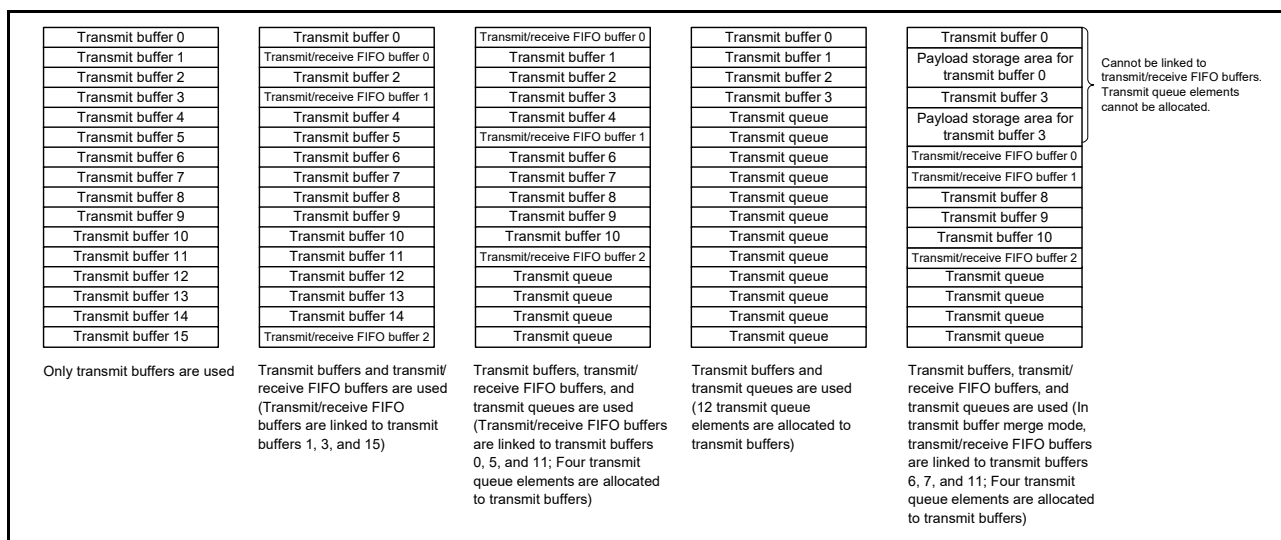 Transmit buffer 0
Transmit buffer 1
Transmit buffer 2
Transmit buffer 3
Transmit buffer 4
Transmit buffer 5
Transmit buffer 6
Transmit buffer 7
Transmit buffer 8
Transmit buffer 9
Transmit buffer 10
Transmit buffer 11
Transmit buffer 12
Transmit buffer 13
Transmit buffer 14
Transmit buffer 15
Only transmit buffers are used
Transmit buffer 0
Transmit/receive FIFO buffer 0
Transmit buffer 2
Transmit/receive FIFO buffer 1
Transmit buffer 4
Transmit buffer 5
Transmit buffer 6
Transmit buffer 7
Transmit buffer 8
Transmit buffer 9
Transmit buffer 10
Transmit buffer 11
Transmit buffer 12
Transmit buffer 13
Transmit buffer 14
Transmit/receive FIFO buffer 2
Transmit buffers and transmit/
receive FIFO buffers are used
(Transmit/receive FIFO
buffers are linked to transmit
buffers 1, 3, and 15)
Transmit/receive FIFO buffer 0
Transmit buffer 1
Transmit buffer 2
Transmit buffer 3
Transmit buffer 4
Transmit/receive FIFO buffer 1
Transmit buffer 6
Transmit buffer 7
Transmit buffer 8
Transmit buffer 9
Transmit buffer 10
Transmit/receive FIFO buffer 2
Transmit queue
Transmit queue
Transmit queue
Transmit queue
Transmit buffers, transmit/
receive FIFO buffers, and
transmit queues are used
(Transmit/receive FIFO buffers
are linked to transmit buffers
0, 5, and 11; Four transmit
queue elements are allocated
to transmit buffers)
Transmit buffer 0
Transmit buffer 1
Transmit buffer 2
Transmit buffer 3
Transmit queue
Transmit queue
Transmit queue
Transmit queue
Transmit queue
Transmit queue
Transmit queue
Transmit queue
Transmit queue
Transmit queue
Transmit queue
Transmit queue
Transmit buffers and
transmit queues are used
(12 transmit queue
elements are allocated to
transmit buffers)
Transmit buffer 0
Payload storage area for
transmit buffer 0
Transmit buffer 3
Payload storage area for
transmit buffer 3
Transmit/receive FIFO buffer 0
Transmit/receive FIFO buffer 1
Transmit buffer 8
Transmit buffer 9
Transmit buffer 10
Transmit/receive FIFO buffer 2
Transmit queue
Transmit queue
Transmit queue
Transmit queue
Cannot be linked to
transmit/receive FIFO buffers.
Transmit queue elements
cannot be allocated.
Transmit buffers, transmit/
receive FIFO buffers, and
transmit queues are used (In
transmit buffer merge mode,
transmit/receive FIFO buffers
are linked to transmit buffers
6, 7, and 11; Four transmit
queue elements are allocated
to transmit buffers)